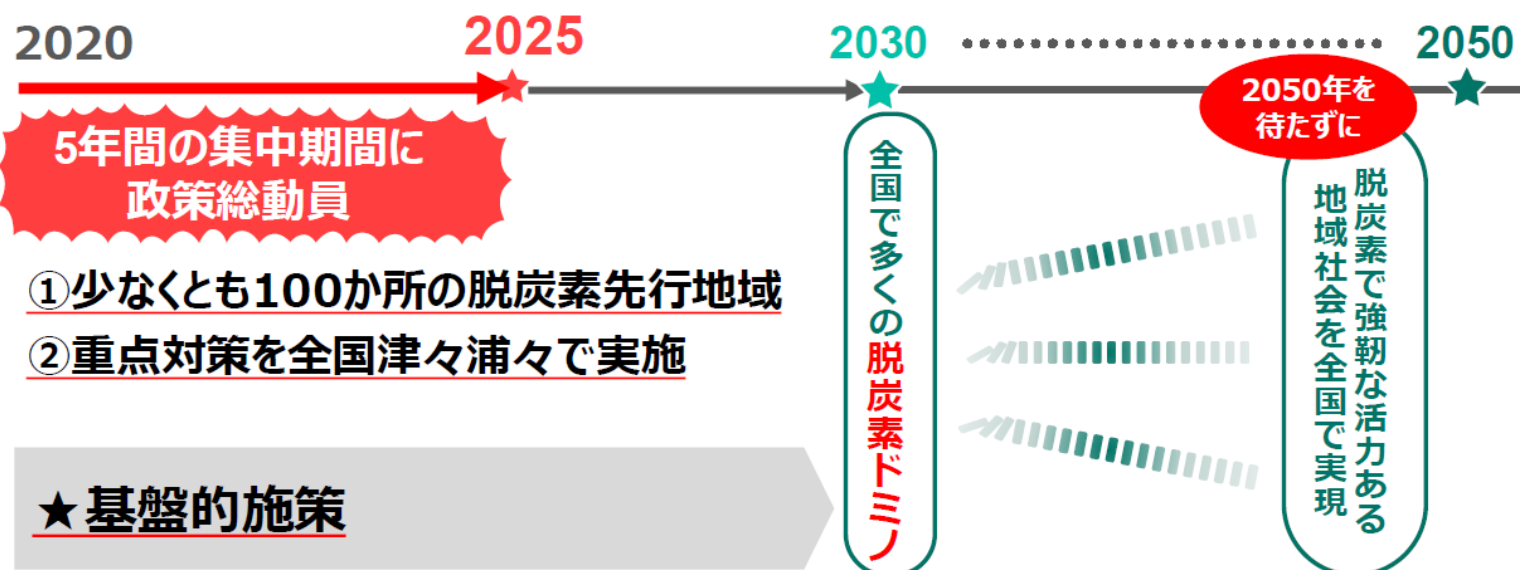 2020
2025
2030
2050
5年間の集中期間に
政策総動員
①少なくとも100か所の脱炭素先行地域
②重点対策を全国津々浦々で実施
★基盤的施策
全国で多くの脱炭素ドミノ
2050年を
待たずに
脱炭素で強靭な活力ある
地域社会を全国で実現